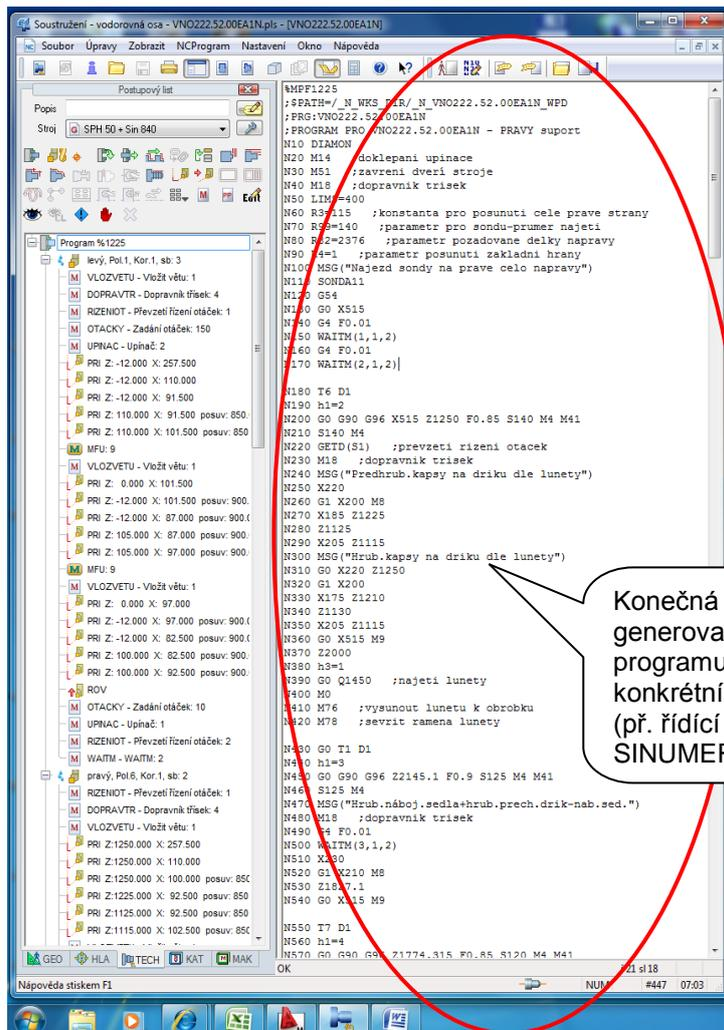 Soustružení - vodorovná osa - VNO222.52.00EA1N.pls - [VNO222.52.00EA1N]
Soubor Úpravy Zobrazit NCProgram Nastavení Okno Nápověda
Postupový list
Popis
Stroj SPH 50 + Sin 840
Edit
Program %1225
levý, Pol.1, Kor.1, sb: 3
VLOZVETU - Vložit větu: 1
DOPRAVTR - Dopravník třísek: 4
RIZENIOT - Převzetí řízení otáček: 1
OTACKY - Zadání otáček: 150
UPINAC - Upínač: 2
PRI Z: -12.000 X: 257.500
PRI Z: -12.000 X: 110.000
PRI Z: -12.000 X: 91.500
PRI Z: 110.000 X: 91.500 posuv: 850.
PRI Z: 110.000 X: 101.500 posuv: 850
MFU: 9
VLOZVETU - Vložit větu: 1
PRI Z: 0.000 X: 101.500
PRI Z: -12.000 X: 101.500 posuv: 900.
PRI Z: -12.000 X: 87.000 posuv: 900.0
PRI Z: 105.000 X: 87.000 posuv: 900.
PRI Z: 105.000 X: 97.000 posuv: 900.
MFU: 9
VLOZVETU - Vložit větu: 1
PRI Z: 0.000 X: 97.000
PRI Z: -12.000 X: 97.000 posuv: 900.0
PRI Z: -12.000 X: 82.500 posuv: 900.0
PRI Z: 100.000 X: 82.500 posuv: 900.
PRI Z: 100.000 X: 92.500 posuv: 900.
ROV
OTACKY - Zadání otáček: 10
UPINAC - Upínač: 1
RIZENIOT - Převzetí řízení otáček: 2
WAITM - WAITM: 2
pravý, Pol.6, Kor.1, sb: 2
RIZENIOT - Převzetí řízení otáček: 1
DOPRAVTR - Dopravník třísek: 4
VLOZVETU - Vložit větu: 1
PRI Z:1250.000 X: 257.500
PRI Z:1250.000 X: 110.000
PRI Z:1250.000 X: 100.000 posuv: 850
PRI Z:1225.000 X: 92.500 posuv: 850
PRI Z:1125.000 X: 92.500 posuv: 850
PRI Z:1115.000 X: 102.500 posuv: 850
GEO HLA TECH KAT MAK
%MPF1225
;$PATH=/_N_WKS_DIR/_N_VNO222.52.00EA1N_WPD
;PRG:VNO222.52.00EA1N
;PROGRAM PRO VNO222.52.00EA1N - PRAVY suport
N10 DIAMON
N20 M14 ;doklepani upinace
N30 M51 ;zavreni dverí stroje
N40 M18 ;dopravnik trisek
N50 LIMS=400
N60 R3=115 ;konstanta pro posunuti cele prave strany
N70 R99=140 ;parametr pro sondu-prumer najeti
N80 R32=2376 ;parametr pozadovane delky napravy
N90 R4=1 ;parametr posunuti zakladni hrany
N100 MSG("Najezd sondy na prave celo napravy")
N110 SONDA11
N120 G54
N130 G0 X515
N140 G4 F0.01
N150 WAITM(1,1,2)
N160 G4 F0.01
N170 WAITM(2,1,2)
N180 T6 D1
N190 h1=2
N200 G0 G90 G96 X515 Z1250 F0.85 S140 M4 M41
N210 S140 M4
N220 GETD(S1) ;prevzeti rizeni otacek
N230 M18 ;dopravnik trisek
N240 MSG("Predhrub.kapsy na driku dle lunety")
N250 X220
N260 G1 X200 M8
N270 X185 Z1225
N280 Z1125
N290 X205 Z1115
N300 MSG("Hrub.kapsy na driku dle lunety")
N310 G0 X220 Z1250
N320 G1 X200
N330 X175 Z1210
N340 Z1130
N350 X205 Z1115
N360 G0 X515 M9
N370 Z2000
N380 h3=1
N390 G0 Q1450 ;najeti lunety
N400 M0
N410 M76 ;vysunout lunetu k obrobku
N420 M78 ;sevrit ramena lunety
N430 G0 T1 D1
N440 h1=3
N450 G0 G90 G96 Z2145.1 F0.9 S125 M4 M41
N460 S125 M4
N470 MSG("Hrub.náboj.sedla+hrub.prech.drik-nab.sed.")
N480 M18 ;dopravnik trisek
N490 G4 F0.01
N500 WAITM(3,1,2)
N510 X230
N520 G1 X210 M8
N530 Z1827.1
N540 G0 X515 M9
N550 T7 D1
N560 h1=4
N570 G0 G90 G96 Z1774.315 F0.85 S120 M4 M41
Konečná
generova
programu
konkrétní
(př. řídící
SINUMER
OK
21 sl 18
Nápověda stiskem F1
NUM
#447 07:03